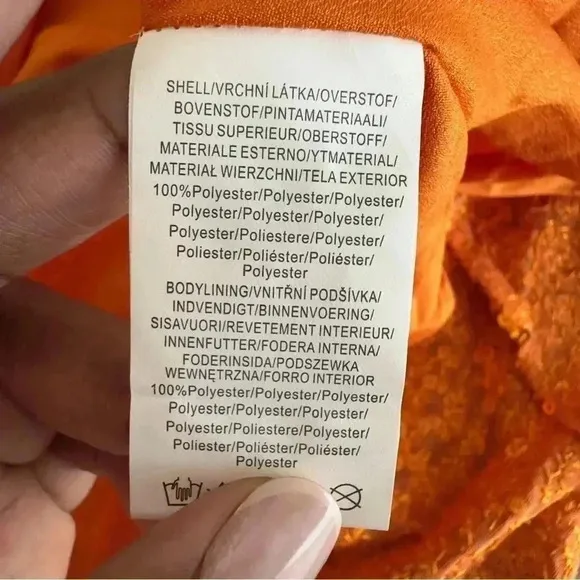 SHELL/VRCHNÍ LÁTKA/OVERSTOF/
BOVENSTOF/PINTAMATERIAALI/
TISSU SUPERIEUR/OBERSTOFF/
MATERIALE ESTERNO/YTMATERIAL/
MATERIAŁ WIERZCHNI/TELA EXTERIOR
100%Polyester/Polyester/Polyester/
Polyester/Polyester/Polyester/
Polyester/Poliestere/Polyester/
Poliester/Poliéster/Poliéster/
Polyester
BODYLINING/VNITŘNÍ PODŠÍVKA/
INDVENDIGT/BINNENVOERING/
SISAVUORI/REVETEMENT INTERIEUR/
INNENFUTTER/FODERA INTERNA/
FODERINSIDA/PODSZEWKA
WEWNĘTRZNA/FORRO INTERIOR
100%Polyester/Polyester/Polyester/
Polyester/Polyester/Polyester/
Polyester/Poliestere/Polyester/
Poliester/Poliéster/Poliéster/
Polyester